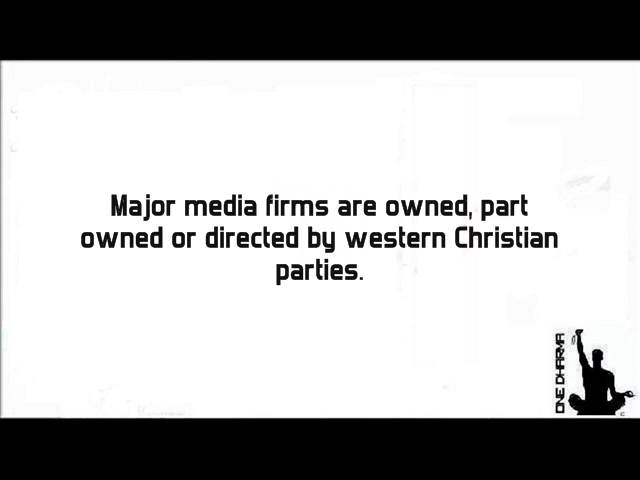 Major media firms are owned, part
owned or directed by western Christian
parties.
ONE DHARMA